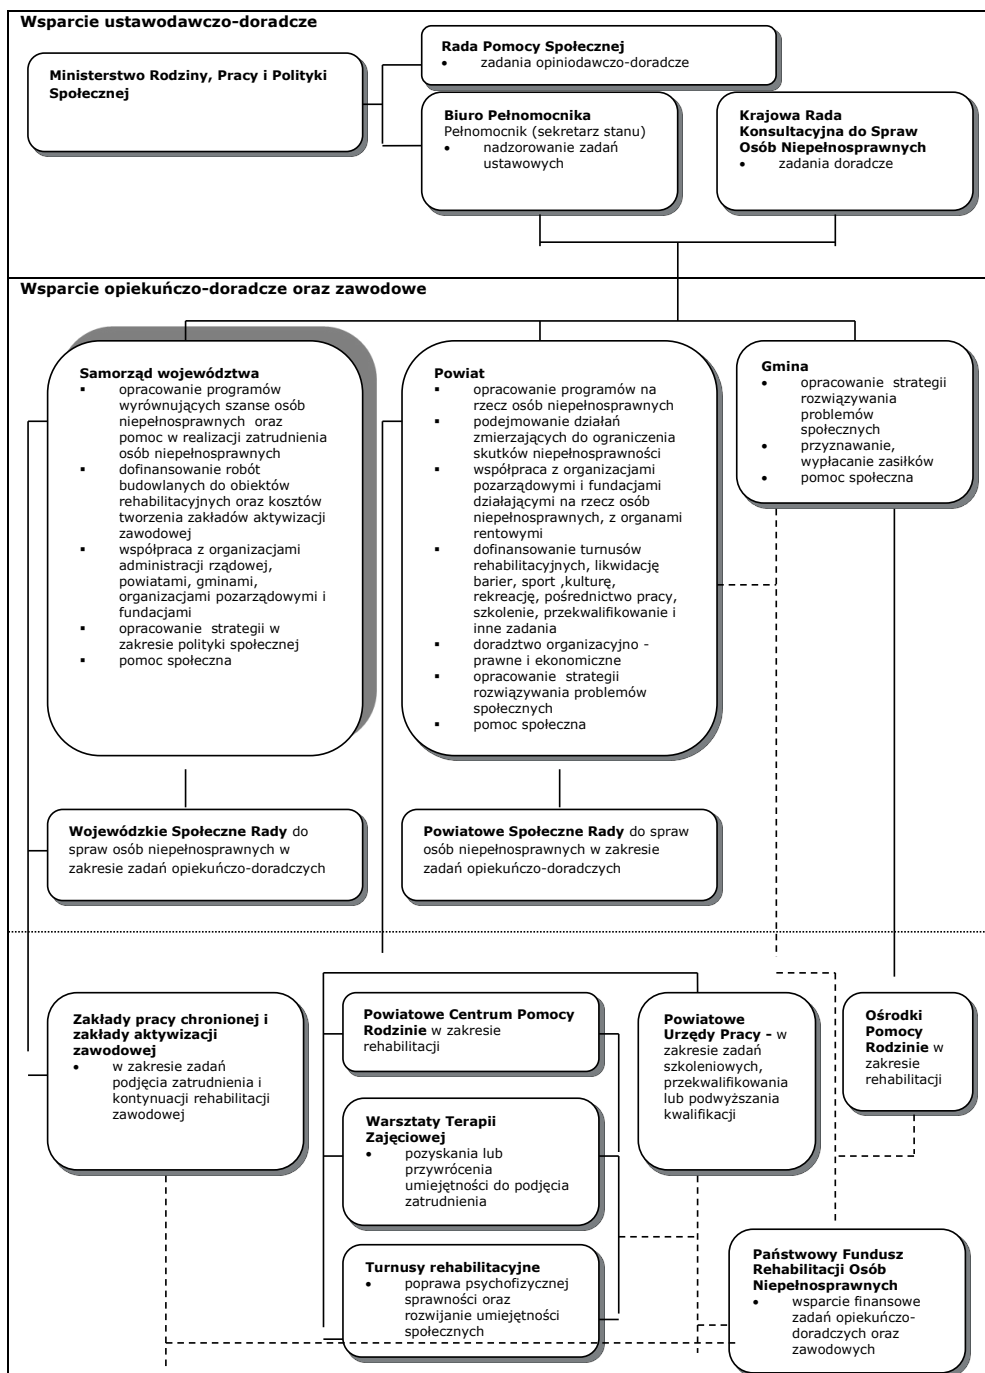 Wsparcie ustawodawczo-doradcze
Ministerstwo Rodziny, Pracy i Polityki
Społecznej
Rada Pomocy Społecznej
• zadania opiniodawczo-doradcze
Biuro Pełnomocnika
Pełnomocnik (sekretarz stanu)
• nadzorowanie zadań
ustawowych
Krajowa Rada
Konsultacyjna do Spraw
Osób Niepełnosprawnych
• zadania doradcze
Wsparcie opiekuńczo-doradcze oraz zawodowe
Samorząd województwa
▪ opracowanie programów
wyrównujących szanse osób
niepełnosprawnych oraz
pomoc w realizacji zatrudnienia
osób niepełnosprawnych
▪ dofinansowanie robót
budowlanych do obiektów
rehabilitacyjnych oraz kosztów
tworzenia zakładów aktywizacji
zawodowej
▪ współpraca z organizacjami
administracji rządowej,
powiatami, gminami,
organizacjami pozarządowymi i
fundacjami
▪ opracowanie strategii w
zakresie polityki społecznej
▪ pomoc społeczna
Powiat
▪ opracowanie programów na
rzecz osób niepełnosprawnych
▪ podejmowanie działań
zmierzających do ograniczenia
skutków niepełnosprawności
▪ współpraca z organizacjami
pozarządowymi i fundacjami
działającymi na rzecz osób
niepełnosprawnych, z organami
rentowymi
▪ dofinansowanie turnusów
rehabilitacyjnych, likwidację
barier, sport ,kulturę,
rekreację, pośrednictwo pracy,
szkolenie, przekwalifikowanie i
inne zadania
▪ doradztwo organizacyjno -
prawne i ekonomiczne
▪ opracowanie strategii
rozwiązywania problemów
społecznych
▪ pomoc społeczna
Gmina
• opracowanie strategii
rozwiązywania
problemów
społecznych
• przyznawanie,
wypłacanie zasiłków
• pomoc społeczna
Wojewódzkie Społeczne Rady do
spraw osób niepełnosprawnych w
zakresie zadań opiekuńczo-doradczych
Powiatowe Społeczne Rady do spraw
osób niepełnosprawnych w zakresie
zadań opiekuńczo-doradczych
Zakłady pracy chronionej i
zakłady aktywizacji
zawodowej
• w zakresie zadań
podjęcia zatrudnienia i
kontynuacji rehabilitacji
zawodowej
Powiatowe Centrum Pomocy
Rodzinie w zakresie
rehabilitacji
Warsztaty Terapii
Zajęciowej
• pozyskania lub
przywrócenia
umiejętności do podjęcia
zatrudnienia
Turnusy rehabilitacyjne
• poprawa psychofizycznej
sprawności oraz
rozwijanie umiejętności
społecznych
Powiatowe
Urzędy Pracy - w
zakresie zadań
szkoleniowych,
przekwalifikowania
lub podwyższania
kwalifikacji
Ośrodki
Pomocy
Rodzinie w
zakresie
rehabilitacji
Państwowy Fundusz
Rehabilitacji Osób
Niepełnosprawnych
• wsparcie finansowe
zadań opiekuńczo-
doradczych oraz
zawodowych